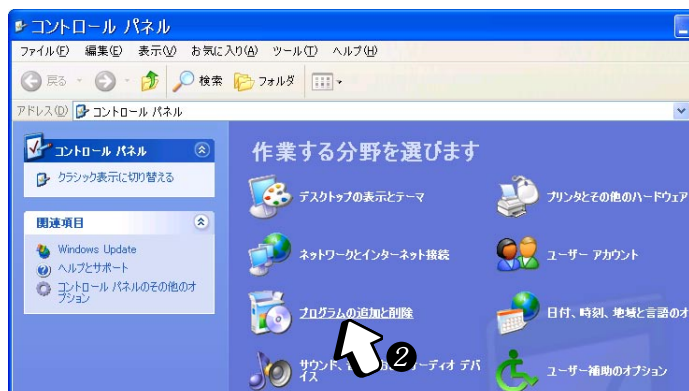 コントロール パネル
ファイル(F) 編集(E) 表示(V) お気に入り(A) ツール(T) ヘルプ(H)
戻る 検索 フォルダ
アドレス(D) コントロール パネル
コントロール パネル
クラシック表示に切り替える
関連項目
Windows Update
ヘルプとサポート
コントロール パネルのその他のオ
プション
作業する分野を選びます
デスクトップの表示とテーマ
プリンタとその他のハードウェア
ネットワークとインターネット接続
ユーザー アカウント
プログラムの追加と削除
日付、時刻、地域と言語のオ
サウンド、 ーディオ デバ
イス
2
ユーザー補助のオプション